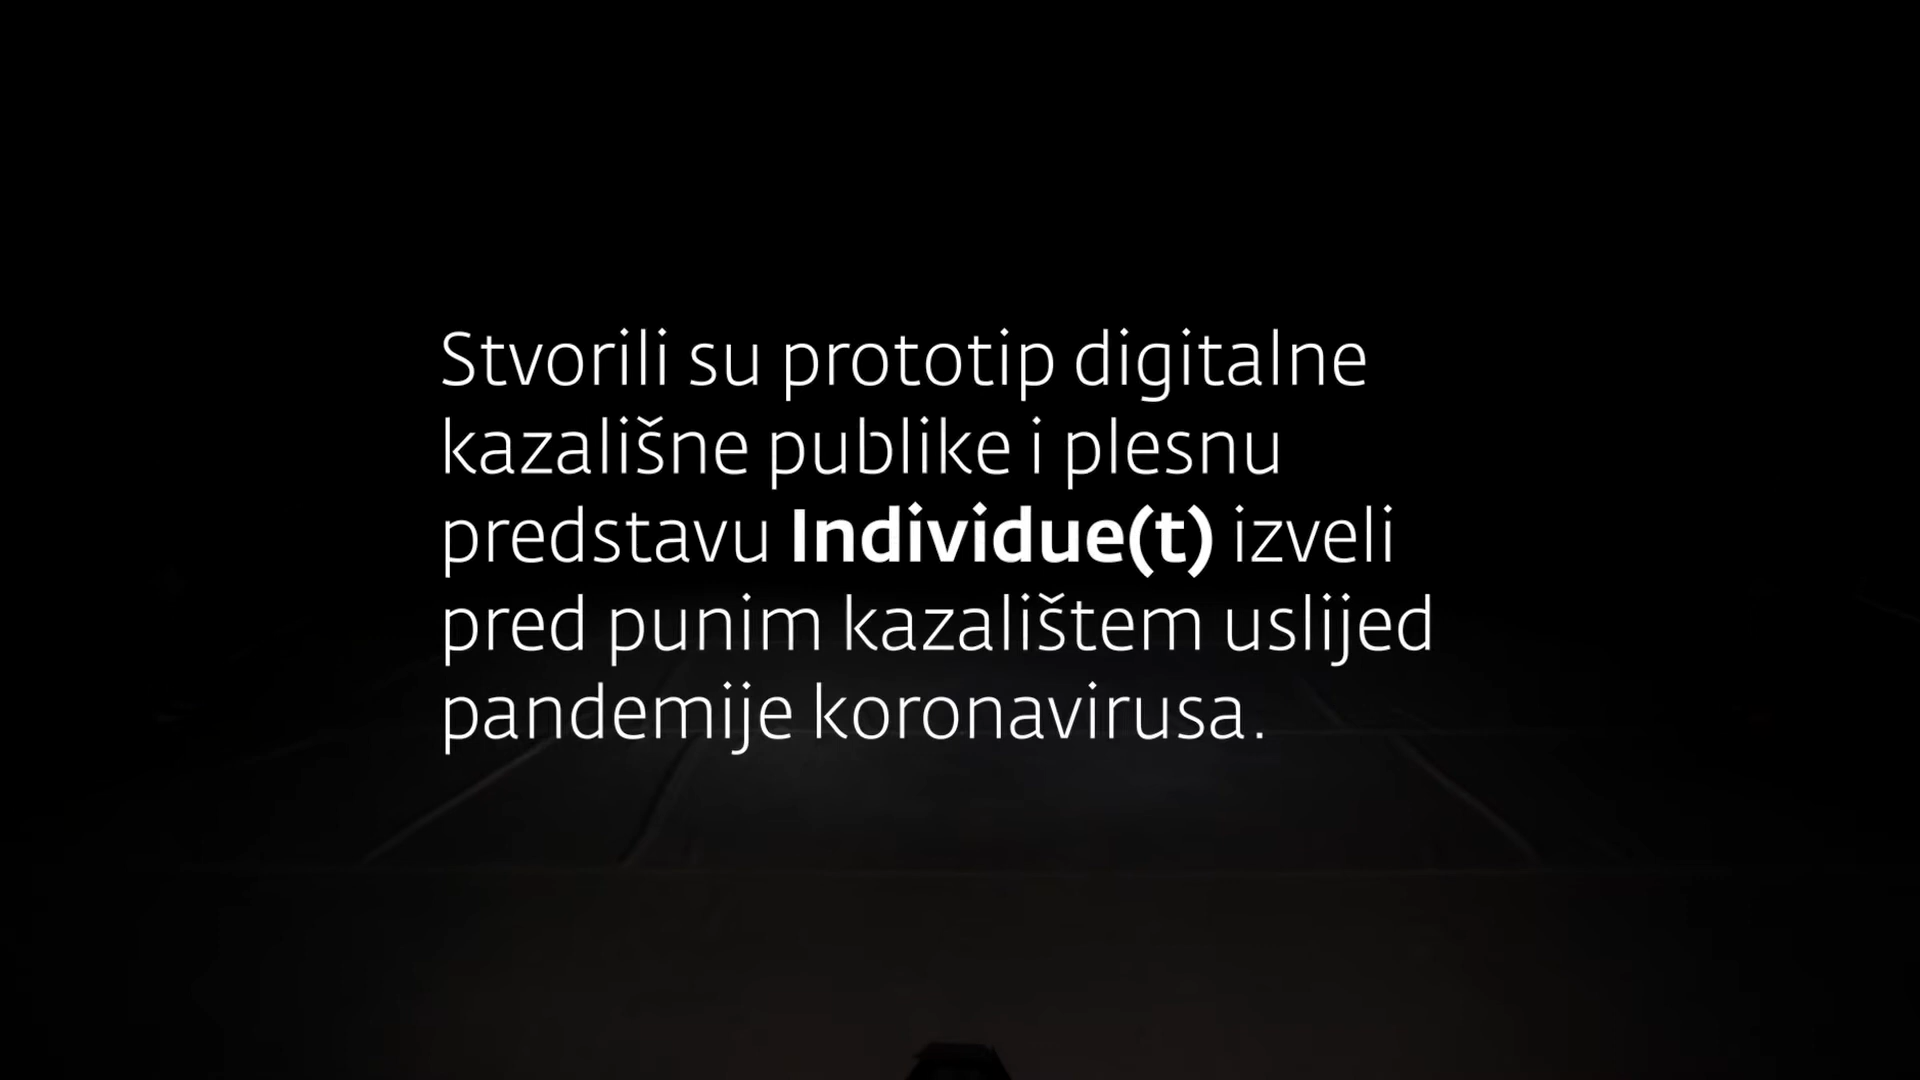 Stvorili su prototip digitalne
kazališne publike i plesnu
predstavu Individue(t) izveli
pred punim kazalištem uslijed
pandemije koronavirusa.